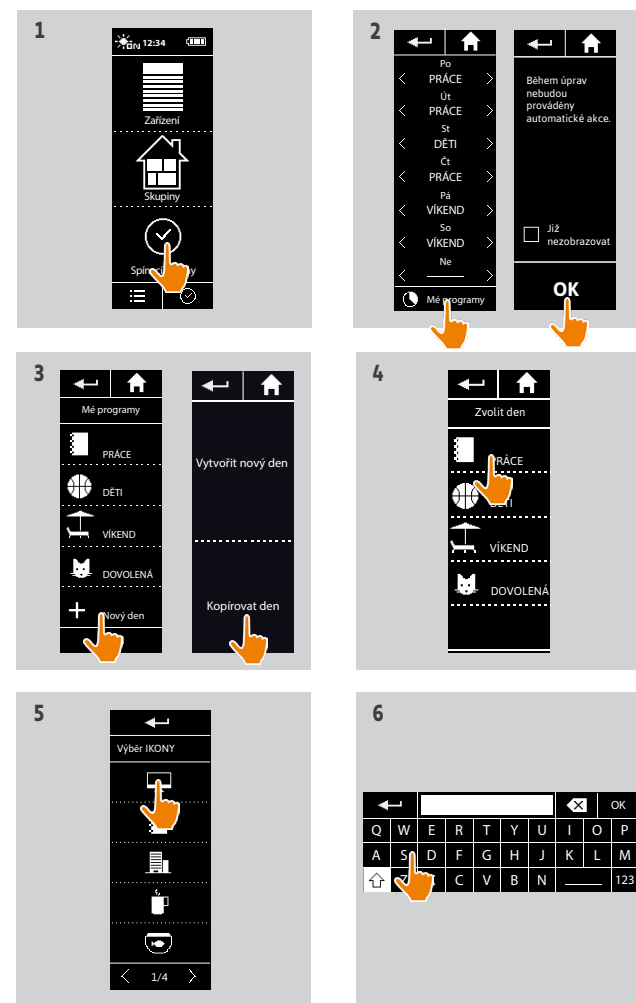 1
ON 12:34
Zařízení
Skupiny
2
Po
PRÁCE
Út
PRÁCE
St
DĚTI
Čt
PRÁCE
Pá
VÍKEND
So
VÍKEND
Ne
Mé programy
Během úprav
nebudou
prováděny
automatické akce.
Již
nezobrazovat
OK
3
Mé programy
PRÁCE
DĚTI
VÍKEND
DOVOLENÁ
Nový den
Vytvořit nový den
Kopírovat den
4
Zvolit den
PRÁCE
VÍKEND
DOVOLENÁ
5
Výběr IKONY
1/4
6
OK
Q W E R T Y U I O P
A S D F G H J K L M
C V B N 123